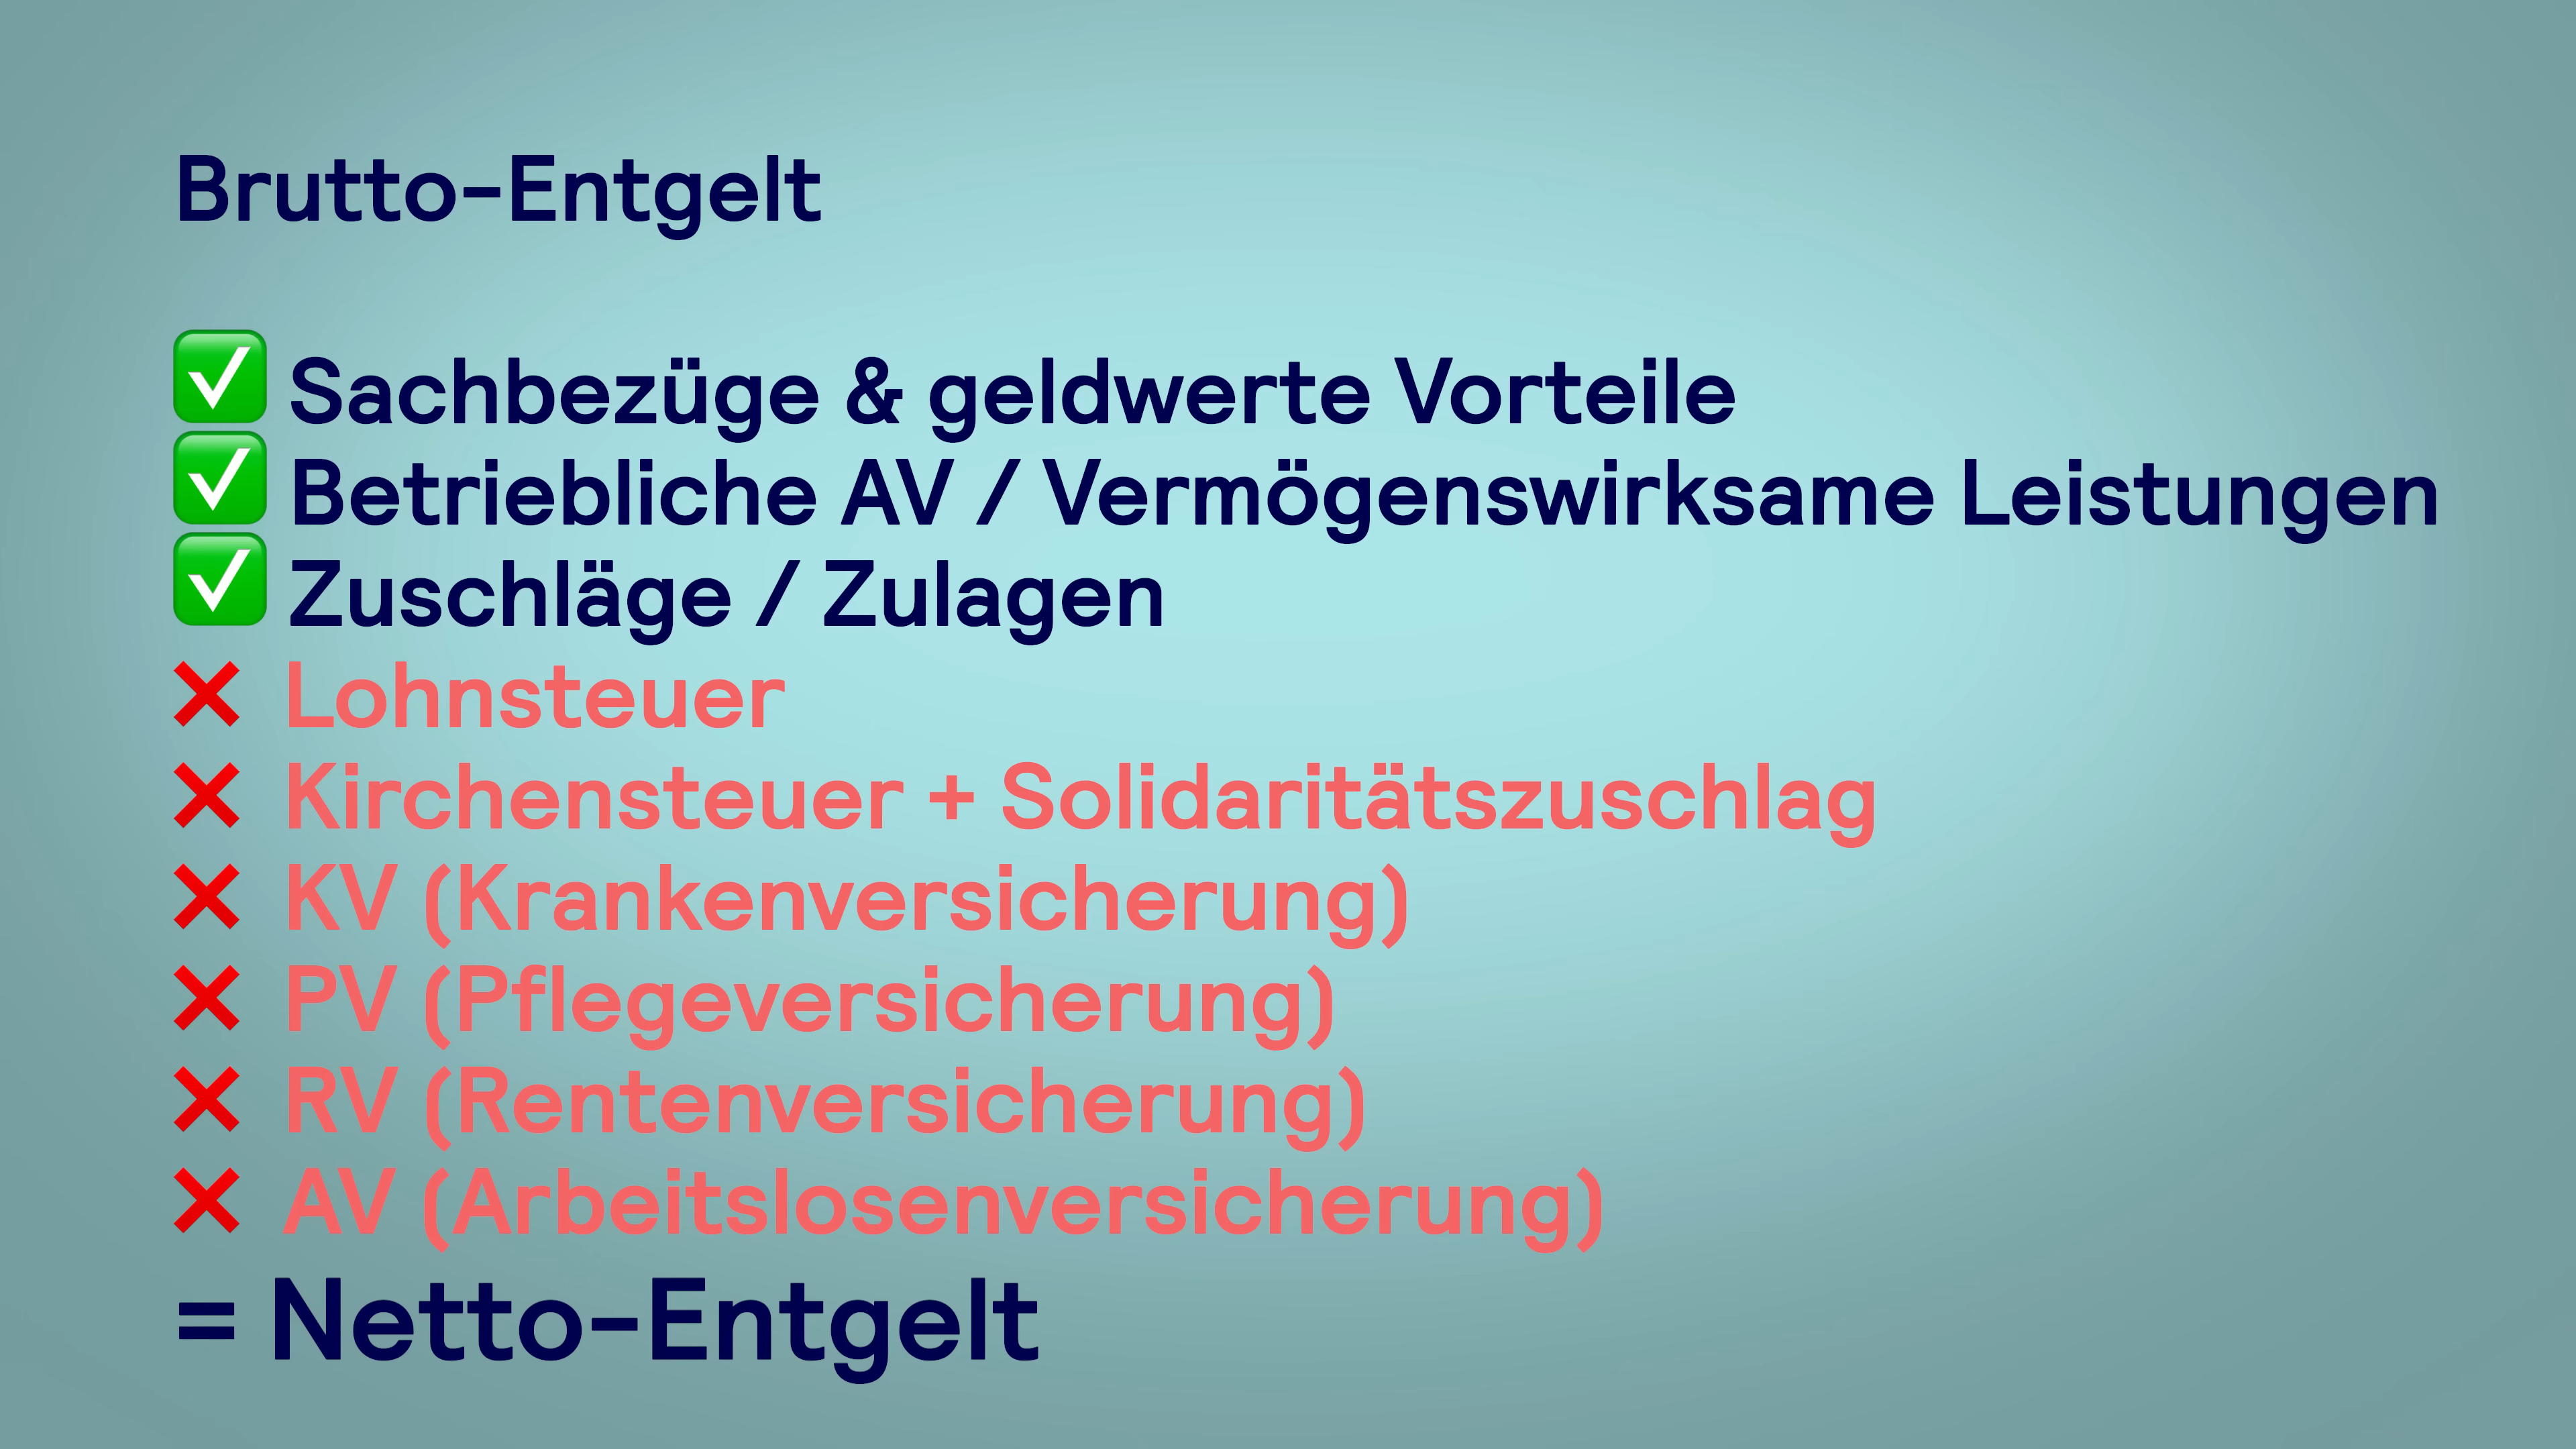 Brutto-Entgelt
✅ Sachbezüge & geldwerte Vorteile
✅ Betriebliche AV / Vermögenswirksame Leistungen
✅ Zuschläge / Zulagen
❌ Lohnsteuer
❌ Kirchensteuer + Solidaritätszuschlag
❌ KV (Krankenversicherung)
❌ PV (Pflegeversicherung)
❌ RV (Rentenversicherung)
❌ AV (Arbeitslosenversicherung)
= Netto-Entgelt